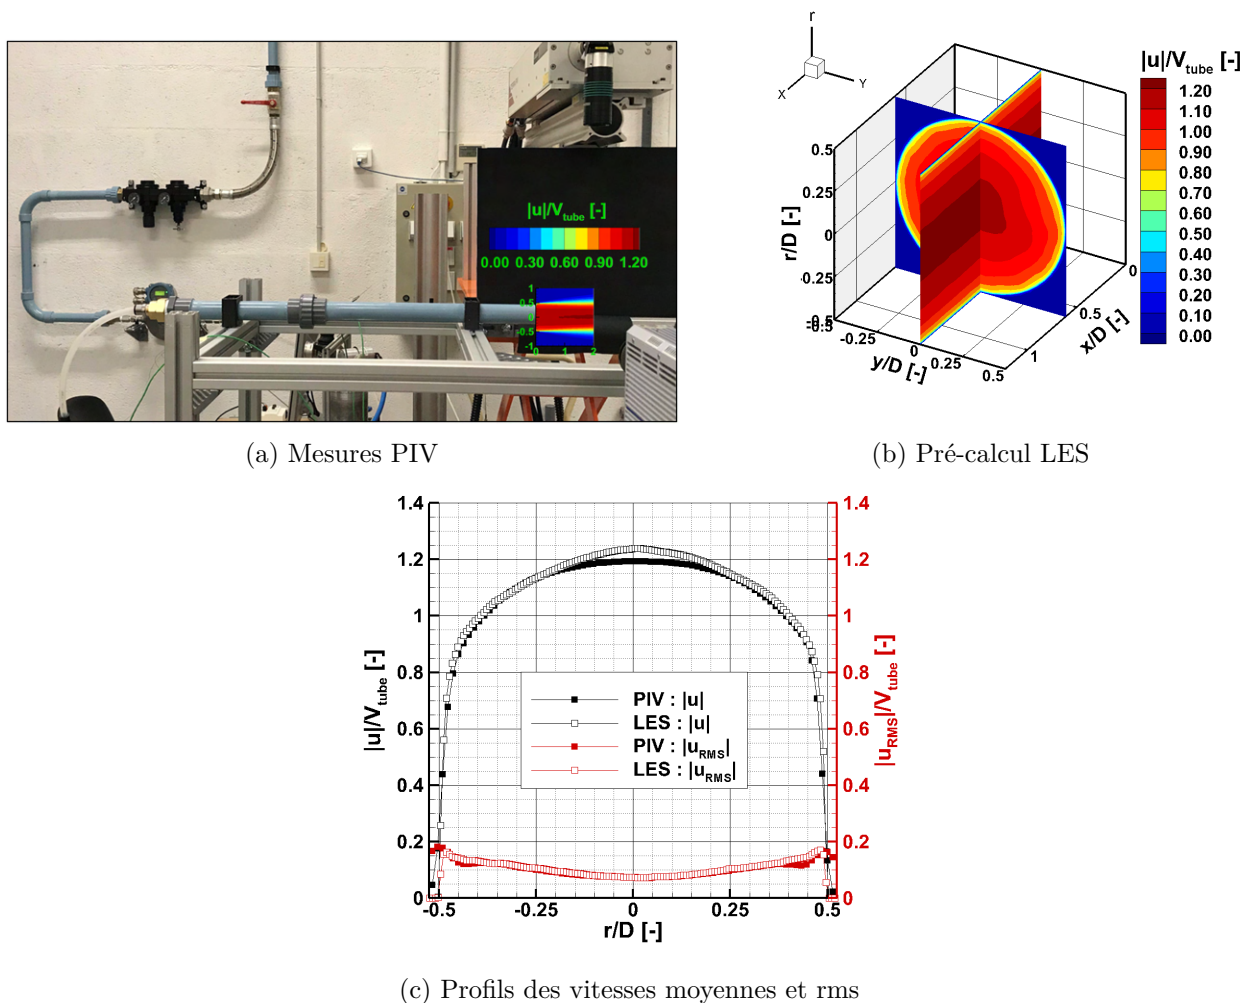 |u|/V_tube [-]
0.00 0.30 0.60 0.90 1.20
1
0.5
0
-0.5
-1
0 1 2
(a) Mesures PIV
r
X
Y
|u|/V_tube [-]
1.20
1.10
1.00
0.90
0.80
0.70
0.60
0.50
0.40
0.30
0.20
0.10
0.00
r/D [-]
0.5
0.25
0
-0.25
-0.5
-0.5
-0.25
0
0.25
0.5
y/D [-]
0
0.5
1
x/D [-]
(b) Pré-calcul LES
|u|/V_tube [-]
1.4
1.2
1
0.8
0.6
0.4
0.2
0
PIV : |u|
LES : |u|
PIV : |u_RMS|
LES : |u_RMS|
1.4
1.2
1
0.8
0.6
0.4
0.2
0
|u_RMS|/V_tube [-]
-0.5 -0.25 0 0.25 0.5
r/D [-]
(c) Profils des vitesses moyennes et rms